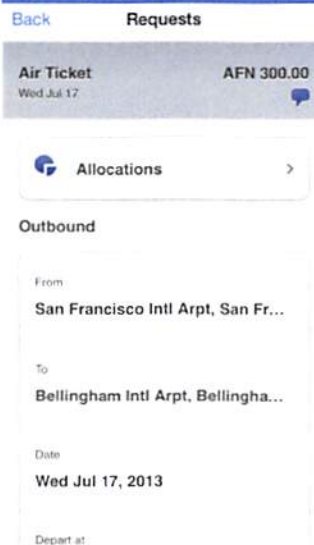 Back Requests
Air Ticket AFN 300.00
Wed Jul 17
Allocations
Outbound
From
San Francisco Intl Arpt, San Fr...
To
Bellingham Intl Arpt, Bellingha...
Date
Wed Jul 17, 2013
Depart at